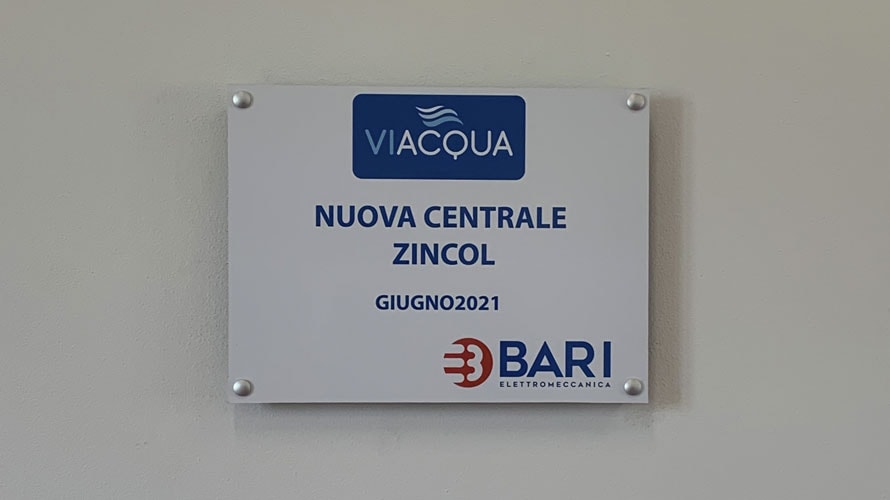 VIACQUA
NUOVA CENTRALE
ZINCOL
GIUGNO2021
BARI
ELETTROMECCANICA